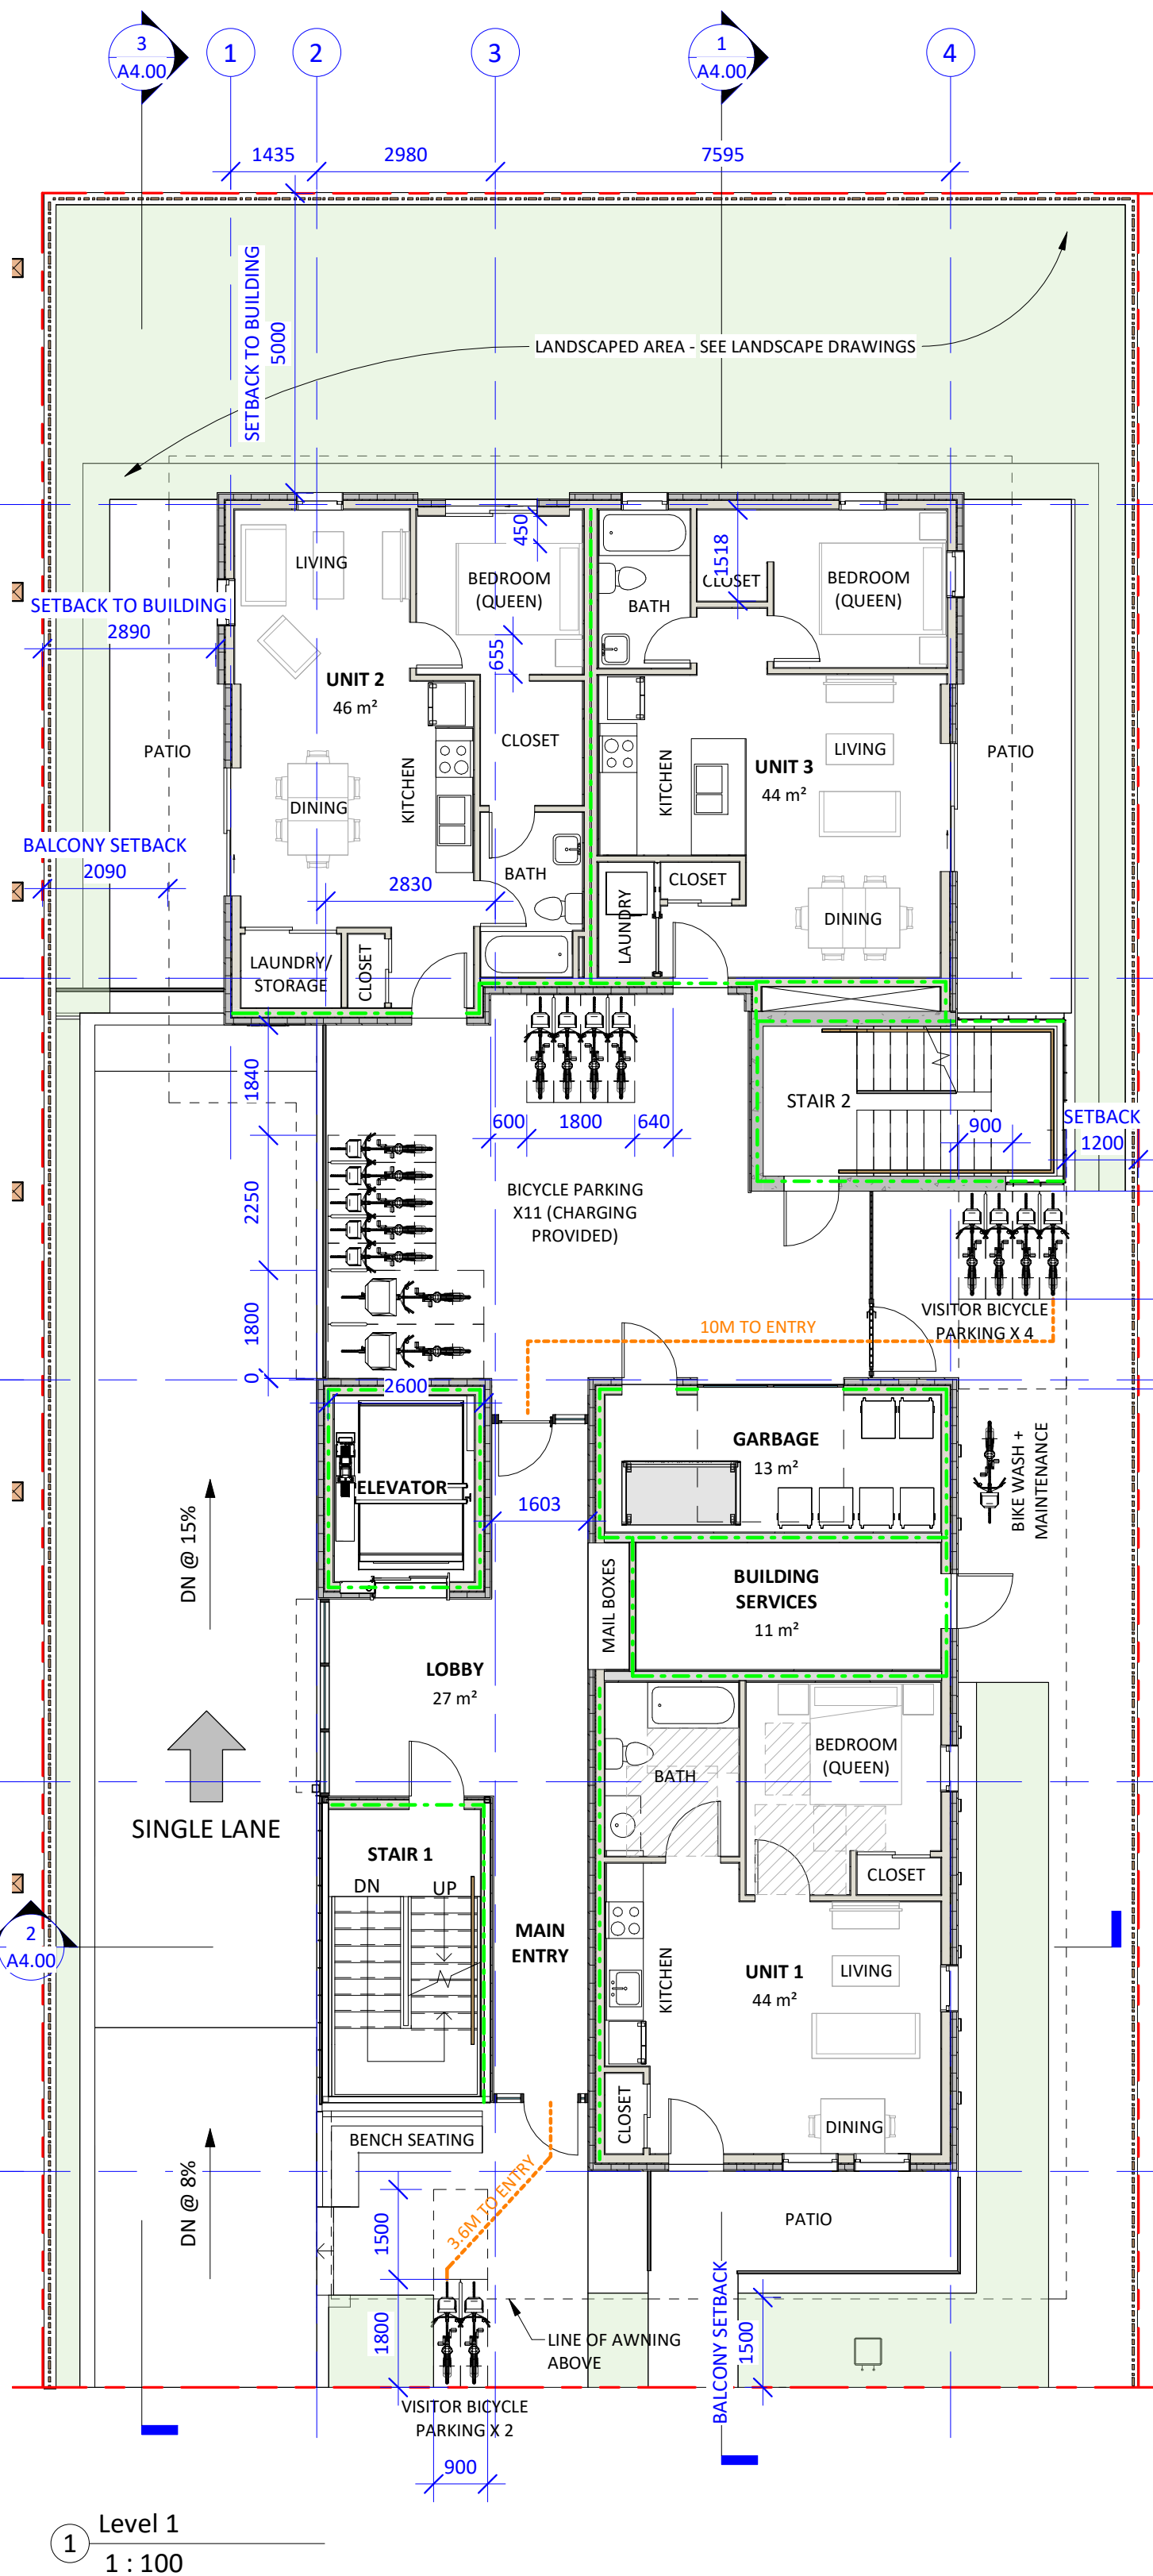 3
A4.00
1
2
3
1
A4.00
4
1435
2980
7595
SETBACK TO BUILDING
5000
LANDSCAPED AREA - SEE LANDSCAPE DRAWINGS
LIVING
450
BEDROOM
(QUEEN)
1518
CLOSET
BATH
BEDROOM
(QUEEN)
SETBACK TO BUILDING
2890
655
UNIT 2
46 m²
PATIO
CLOSET
KITCHEN
DINING
KITCHEN
LIVING
UNIT 3
44 m²
PATIO
BALCONY SETBACK
2090
2830
BATH
CLOSET
LAUNDRY
DINING
LAUNDRY/
STORAGE
CLOSET
1840
600
1800
640
STAIR 2
900
SETBACK
1200
2250
BICYCLE PARKING
X11 (CHARGING
PROVIDED)
VISITOR BICYCLE
PARKING X 4
10M TO ENTRY
1800
0
2600
GARBAGE
13 m²
BIKE WASH +
MAINTENANCE
ELEVATOR
1603
DN @ 15%
MAIL BOXES
BUILDING
SERVICES
11 m²
LOBBY
27 m²
BATH
BEDROOM
(QUEEN)
SINGLE LANE
STAIR 1
DN
UP
CLOSET
MAIN
ENTRY
2
A4.00
KITCHEN
UNIT 1
44 m²
LIVING
CLOSET
DINING
BENCH SEATING
DN @ 8%
3.6M TO ENTRY
1500
PATIO
1800
LINE OF AWNING
ABOVE
BALCONY SETBACK
1500
VISITOR BICYCLE
PARKING X 2
900
1
Level 1
1 : 100